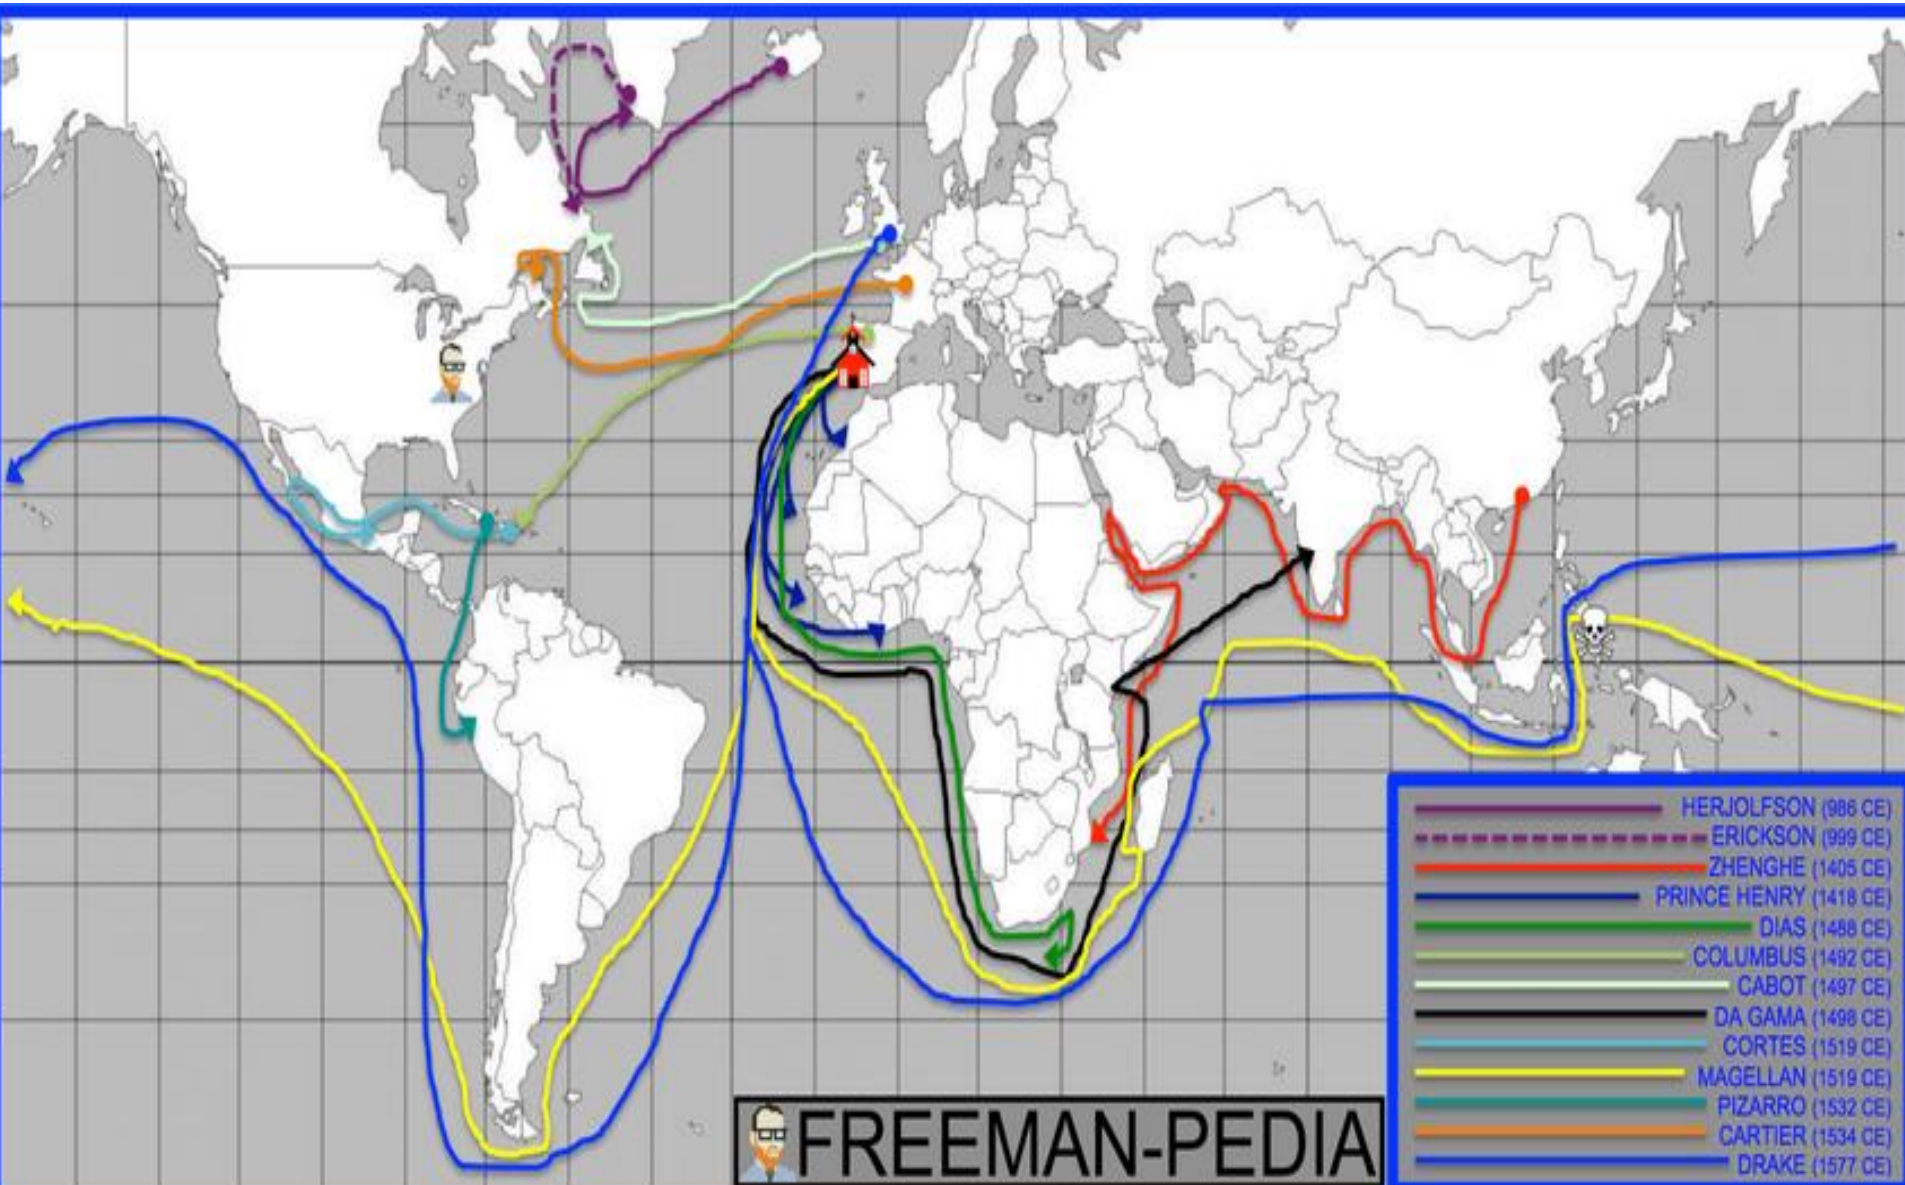 HERJOLFSON (986 CE)
ERICKSON (999 CE)
ZHENGHE (1405 CE)
PRINCE HENRY (1418 CE)
DIAS (1488 CE)
COLUMBUS (1492 CE)
CABOT (1497 CE)
DA GAMA (1498 CE)
CORTES (1519 CE)
MAGELLAN (1519 CE)
PIZARRO (1532 CE)
CARTIER (1534 CE)
DRAKE (1577 CE)
FREEMAN-PEDIA